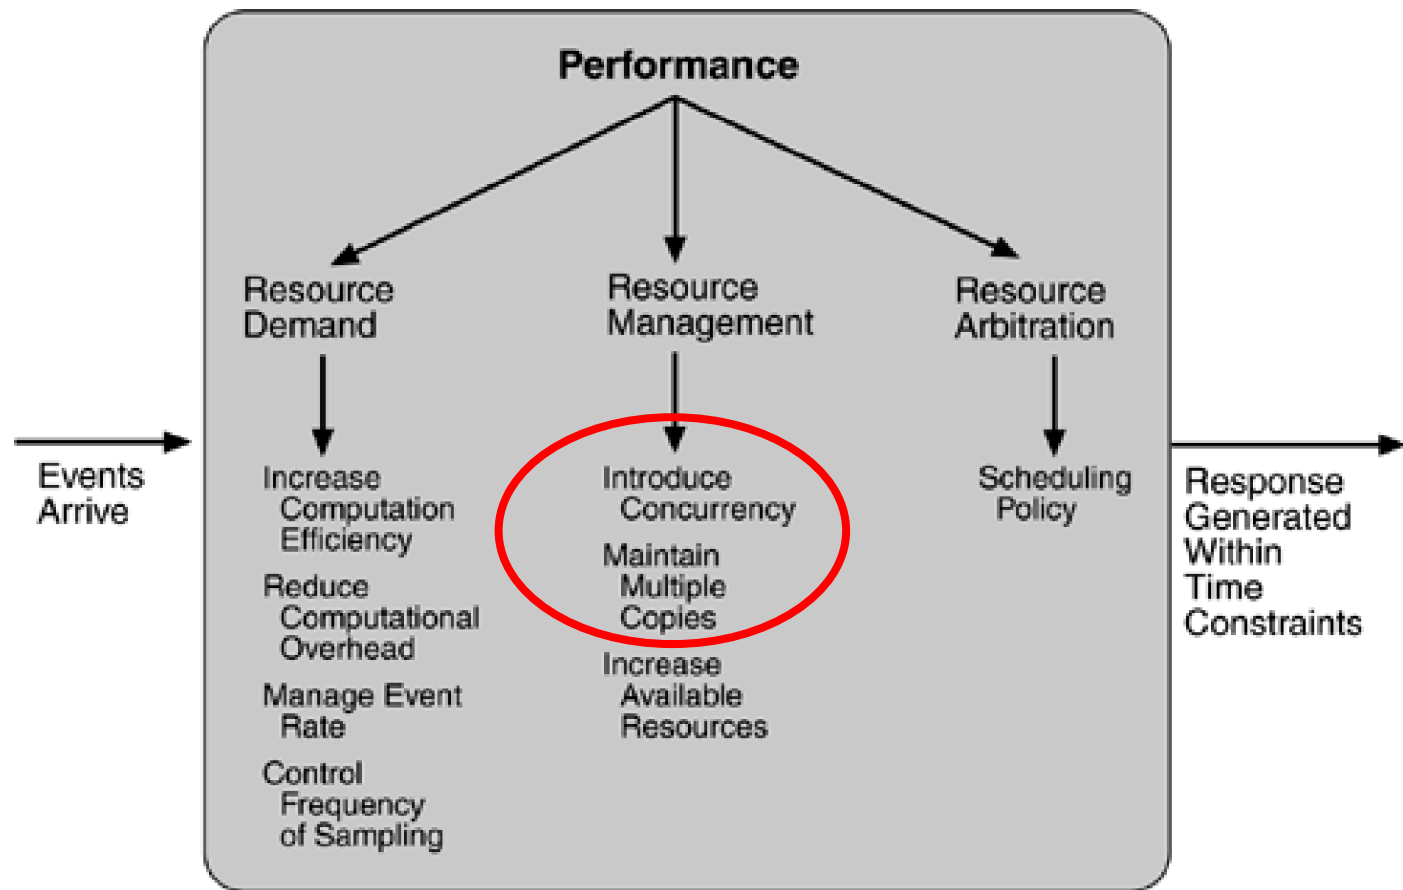 Performance
Resource
Demand
Resource
Management
Resource
Arbitration
Events
Arrive
Increase
Computation
Efficiency
Reduce
Computational
Overhead
Manage Event
Rate
Control
Frequency
of Sampling
Introduce
Concurrency
Maintain
Multiple
Copies
Increase
Available
Resources
Scheduling
Policy
Response
Generated
Within
Time
Constraints